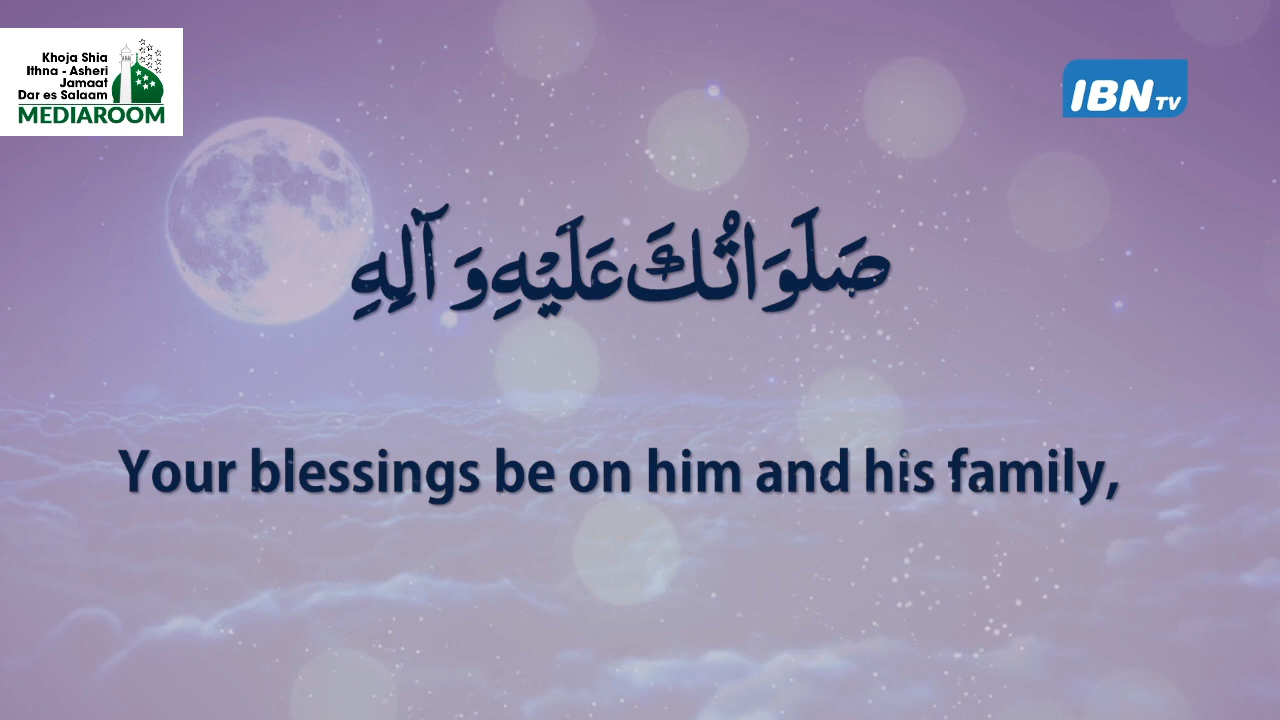 Khoja Shia
Ithna - Asheri
Jamaat
Dar es Salaam
MEDIAROOM
IBN TV
صَلَوَاتُكَ عَلَيْهِ وَ آلِهِ
Your blessings be on him and his family,